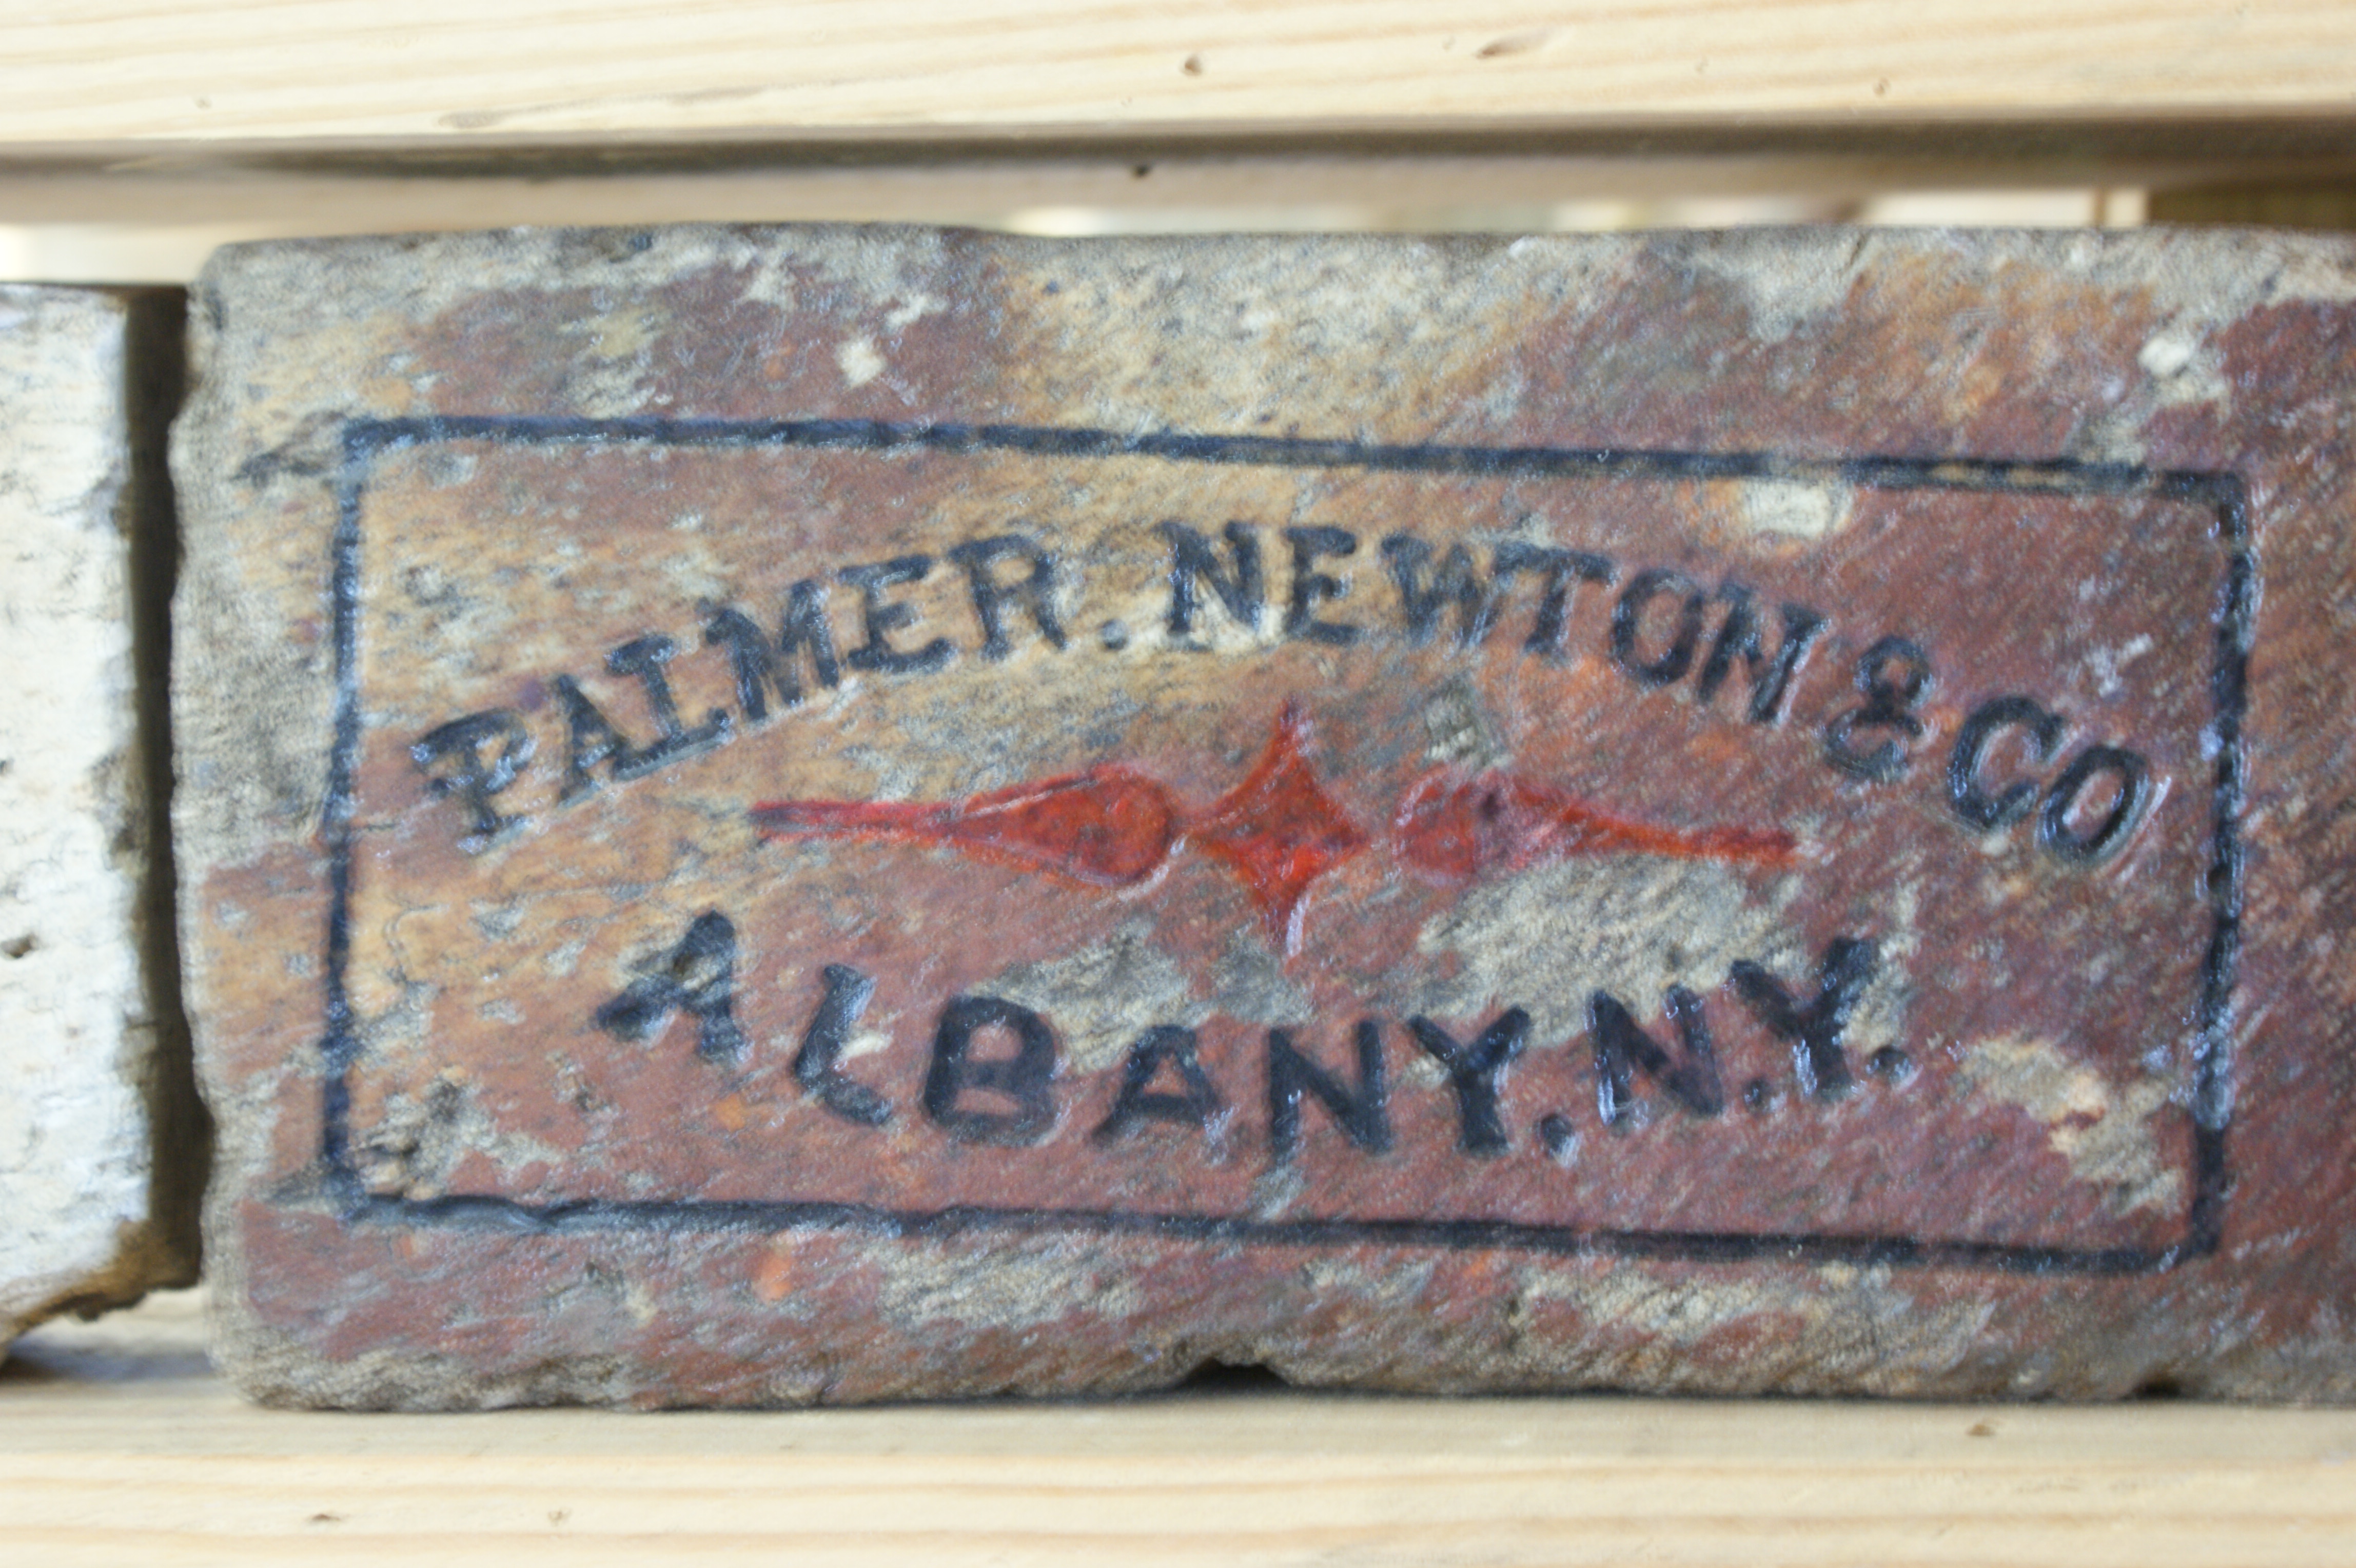 PALMER. NEWTON & CO
ALBANY. N.Y.